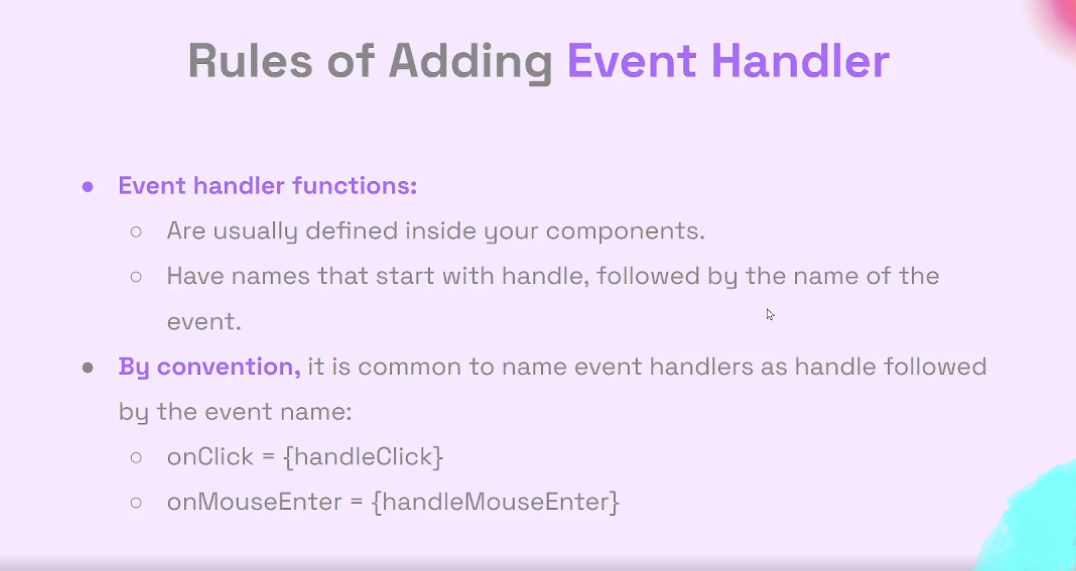 Rules of Adding Event Handler
● Event handler functions:
○ Are usually defined inside your components.
○ Have names that start with handle, followed by the name of the
event.
● By convention, it is common to name event handlers as handle followed
by the event name:
○ onClick = {handleClick}
○ onMouseEnter = {handleMouseEnter}